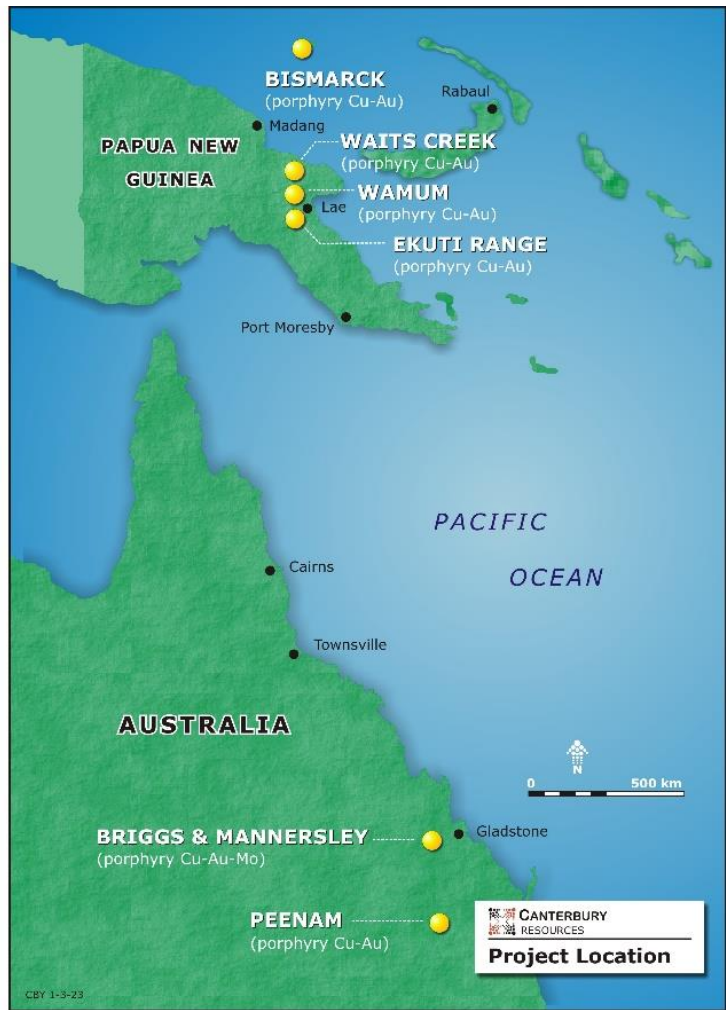 BISMARCK
(porphyry Cu-Au)
Rabaul
Madang
PAPUA NEW
GUINEA
WAITS CREEK
(porphyry Cu-Au)
WAMUM
(porphyry Cu-Au)
Lae
EKUTI RANGE
(porphyry Cu-Au)
Port Moresby
PACIFIC
OCEAN
Cairns
Townsville
AUSTRALIA
N
0 500 km
BRIGGS & MANNERSLEY
(porphyry Cu-Au-Mo)
Gladstone
PEENAM
(porphyry Cu-Au)
CANTERBURY
RESOURCES
Project Location
CBY 1-3-23